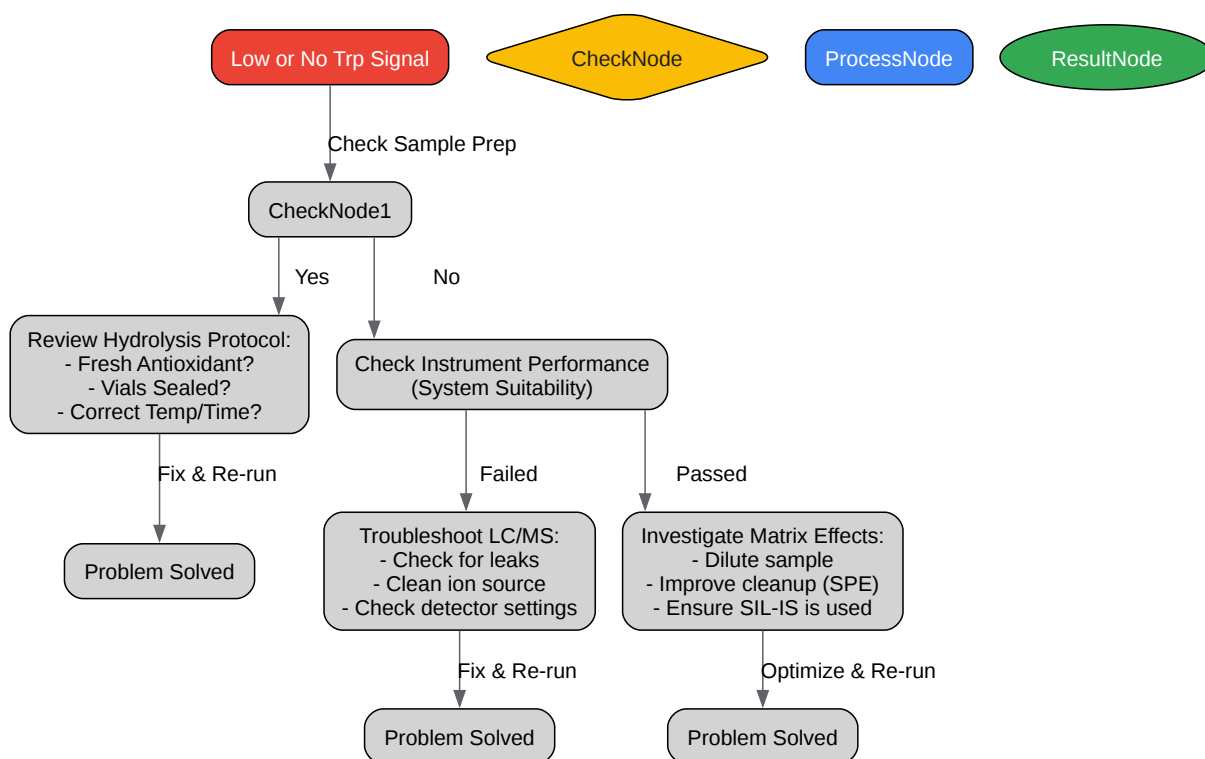 Low or No Trp Signal
CheckNode
ProcessNode
ResultNode
Check Sample Prep
CheckNode1
Yes
No
Review Hydrolysis Protocol:
- Fresh Antioxidant?
- Vials Sealed?
- Correct Temp/Time?
Check Instrument Performance
(System Suitability)
Fix & Re-run
Failed
Passed
Problem Solved
Troubleshoot LC/MS:
- Check for leaks
- Clean ion source
- Check detector settings
Investigate Matrix Effects:
- Dilute sample
- Improve cleanup (SPE)
- Ensure SIL-IS is used
Fix & Re-run
Optimize & Re-run
Problem Solved
Problem Solved